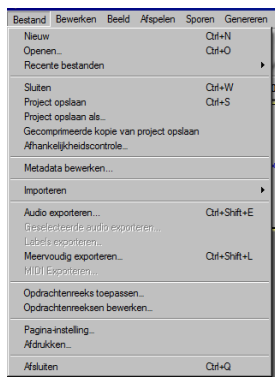 Bestand Bewerken Beeld Afspelen Sporen Genereren
Nieuw Ctrl+N
Openen... Ctrl+O
Recente bestanden
Sluiten Ctrl+W
Project opslaan Ctrl+S
Project opslaan als...
Gecomprimeerde kopie van project opslaan
Afhankelijkheidscontrole...
Metadata bewerken...
Importeren
Audio exporteren... Ctrl+Shift+E
Geselecteerde audio exporteren...
Labels exporteren...
Meervoudig exporteren... Ctrl+Shift+L
MIDI Exporteren...
Opdrachtenreeks toepassen...
Opdrachtenreeksen bewerken...
Pagina-instelling...
Afdrukken...
Afsluiten Ctrl+Q